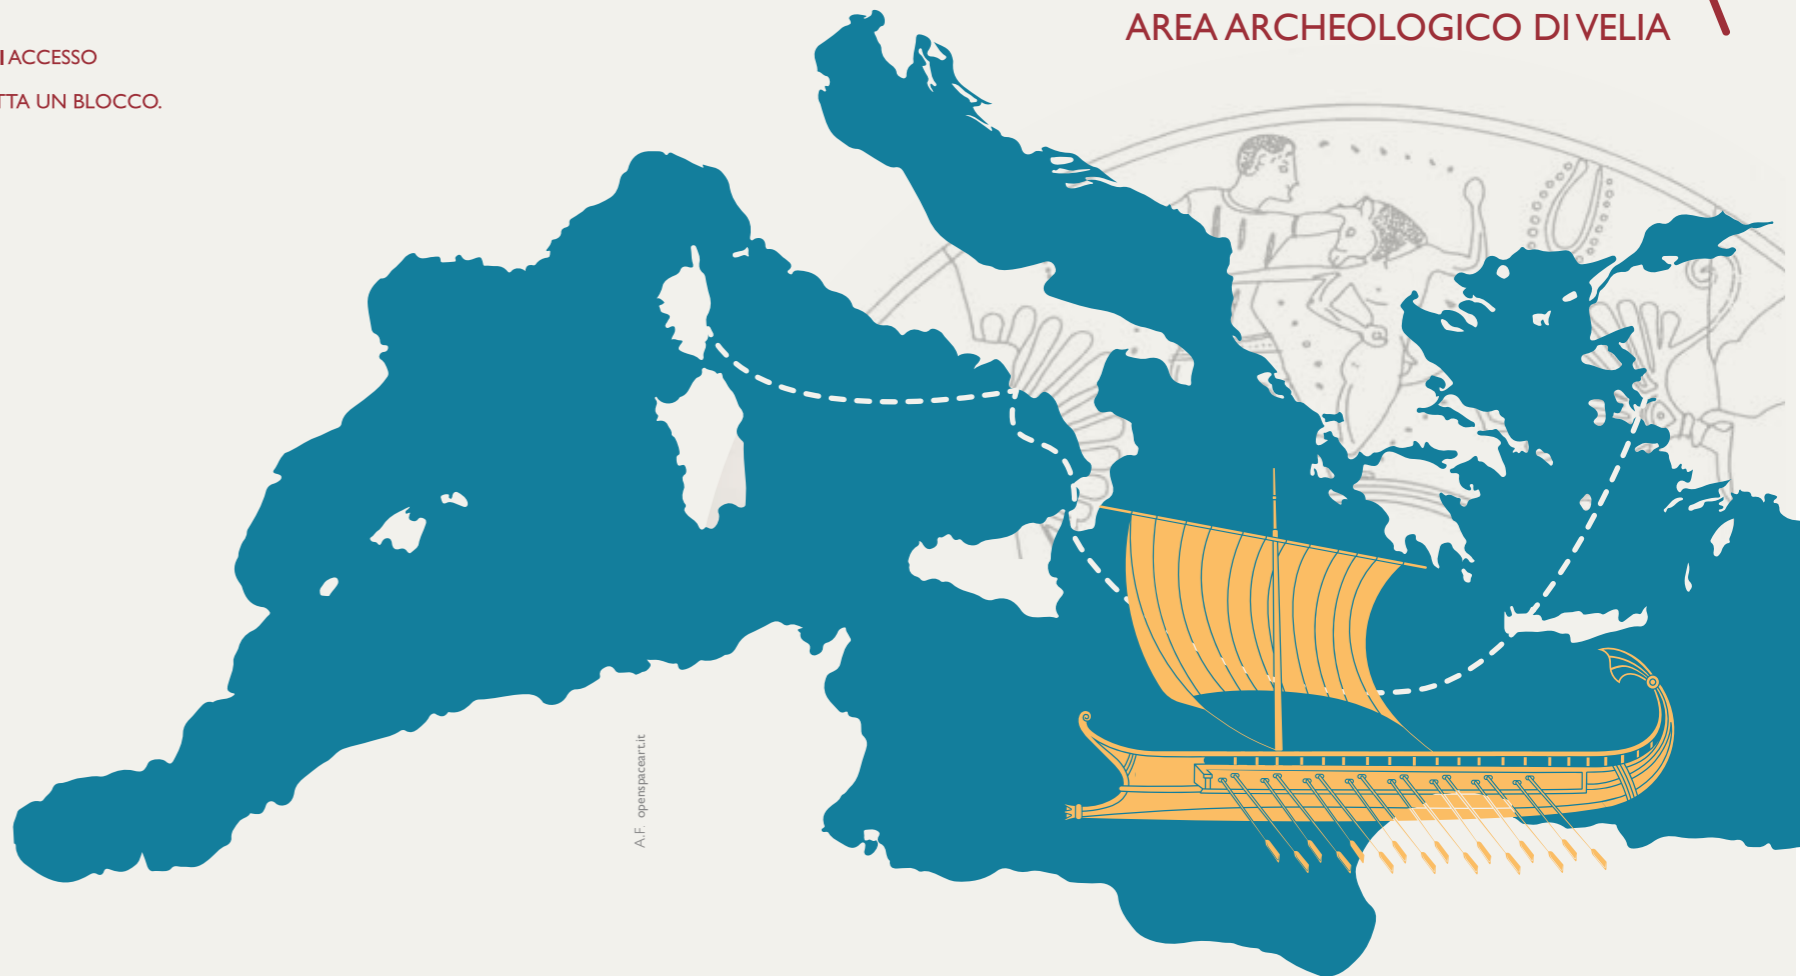 AREA ARCHEOLOGICO DI VELIA
I ACCESSO
TTA UN BLOCCO.
A.F. openspaceart.it